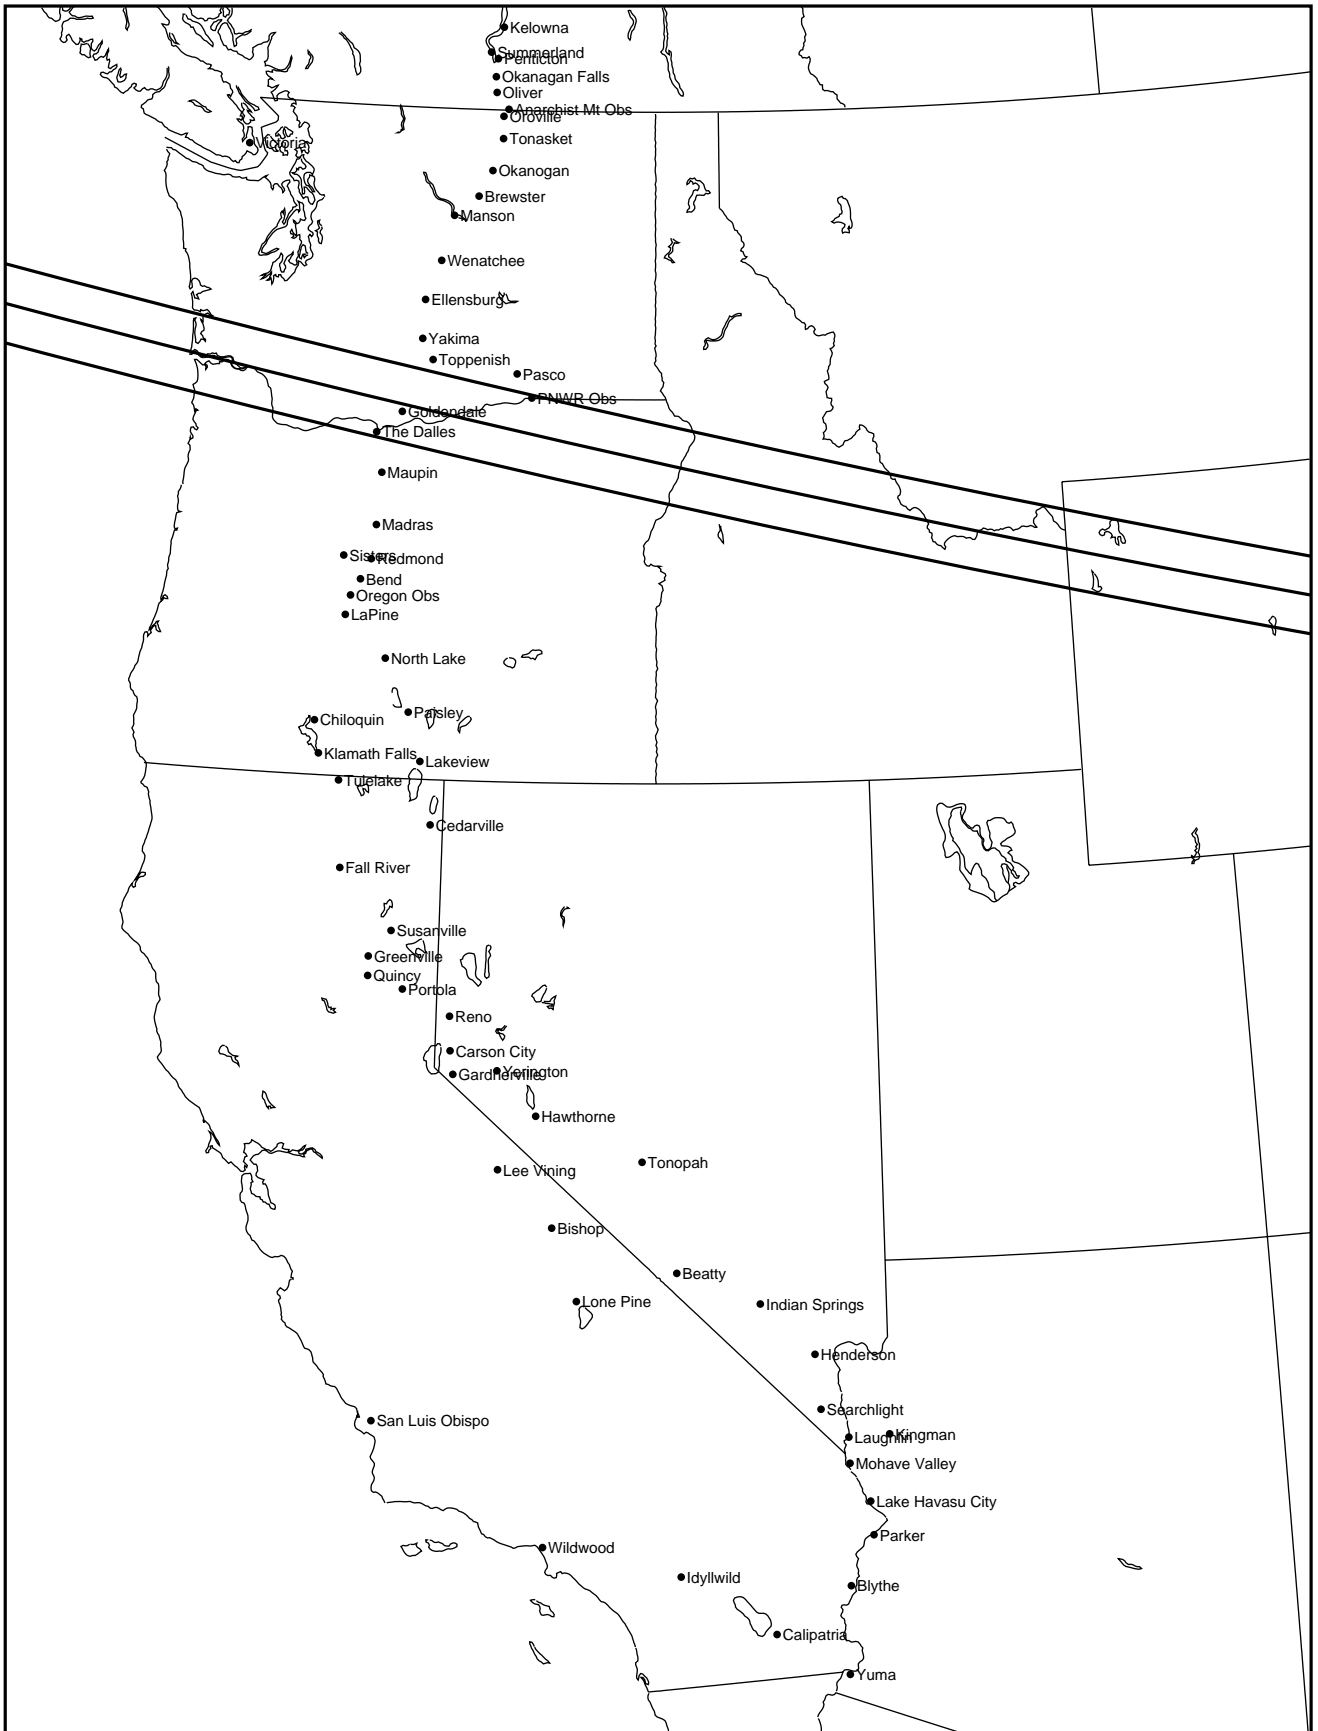 Kelowna
Summerland
Penticton
Okanagan Falls
Oliver
Anarchist Mt Obs
Oroville
Tonasket
Victoria
Okanogan
Brewster
Manson
Wenatchee
Ellensburg
Yakima
Toppenish
Pasco
PNWR Obs
Goldendale
The Dalles
Maupin
Madras
Sisters
Redmond
Bend
Oregon Obs
LaPine
North Lake
Paisley
Chiloquin
Klamath Falls
Lakeview
Tulelake
Cedarville
Fall River
Susanville
Greenville
Quincy
Portola
Reno
Carson City
Yerington
Gardnerville
Hawthorne
Tonopah
Lee Vining
Bishop
Beatty
Lone Pine
Indian Springs
Henderson
Searchlight
San Luis Obispo
Kingman
Laughlin
Mohave Valley
Lake Havasu City
Parker
Wildwood
Idyllwild
Blythe
Calipatria
Yuma